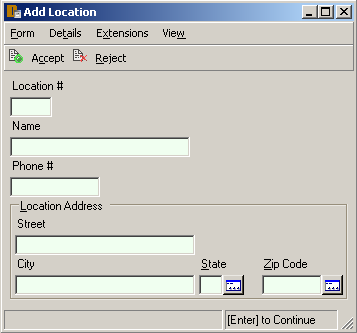 Add Location
Form Details Extensions View
Accept Reject
Location #
Name
Phone #
Location Address
Street
City State Zip Code
[Enter] to Continue